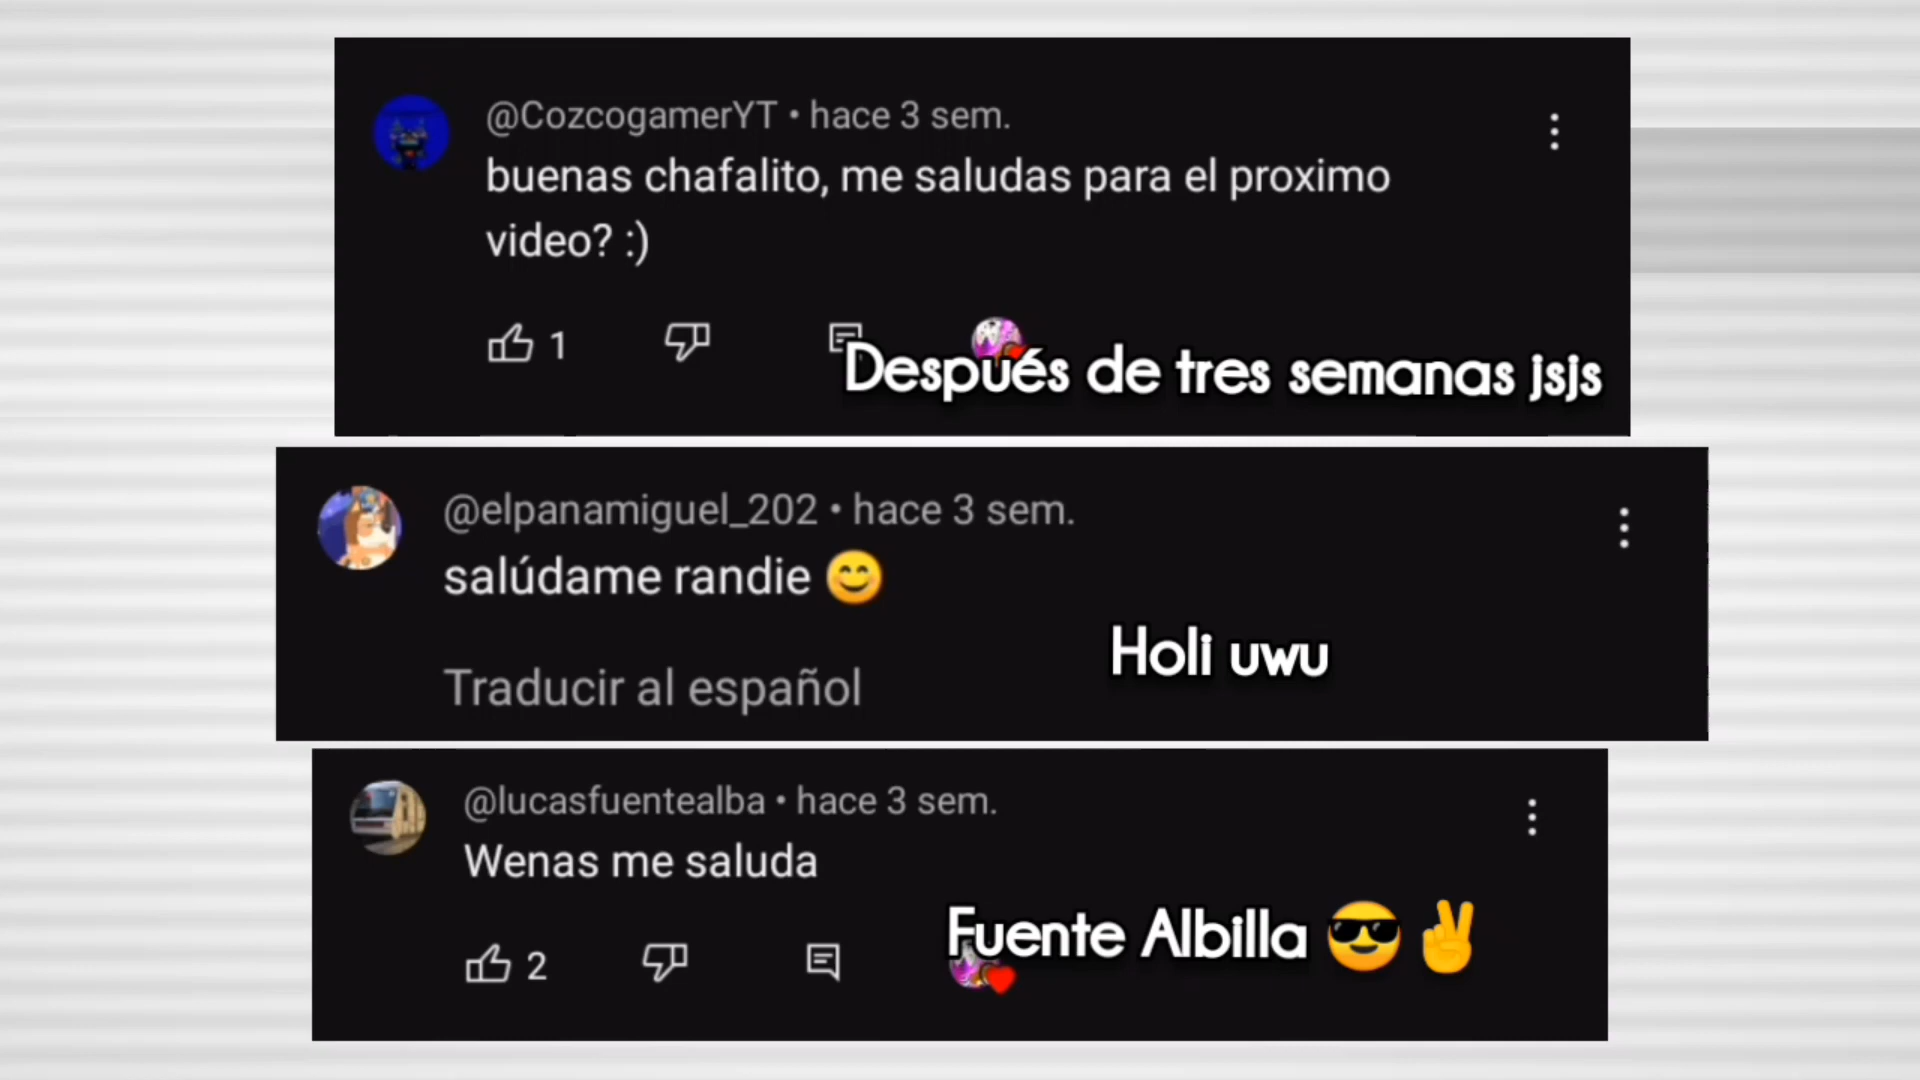 @CozcogamerYT • hace 3 sem.
buenas chafalito, me saludas para el proximo
video? :)
1
Después de tres semanas jsjs
@elpanamiguel_202 • hace 3 sem.
salúdame randie 😊
Holi uwu
Traducir al español
@lucasfuentealba • hace 3 sem.
Wenas me saluda
Fuente Albilla 😎✌
2